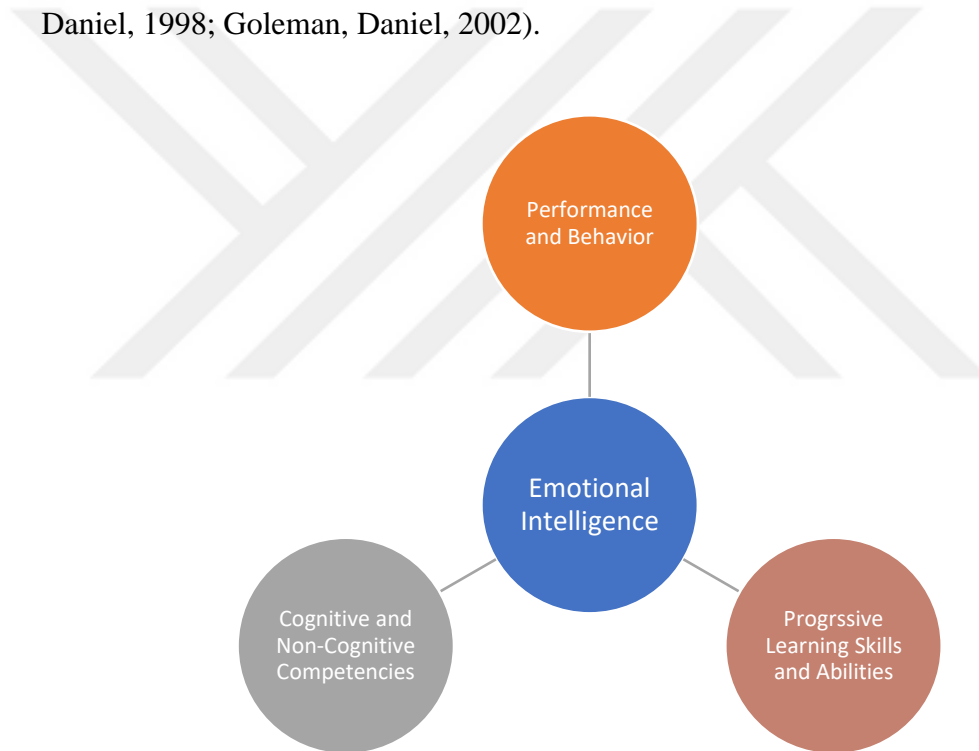 Daniel, 1998; Goleman, Daniel, 2002).
Performance
and Behavior
Emotional
Intelligence
Cognitive and
Non-Cognitive
Competencies
Progrssive
Learning Skills
and Abilities